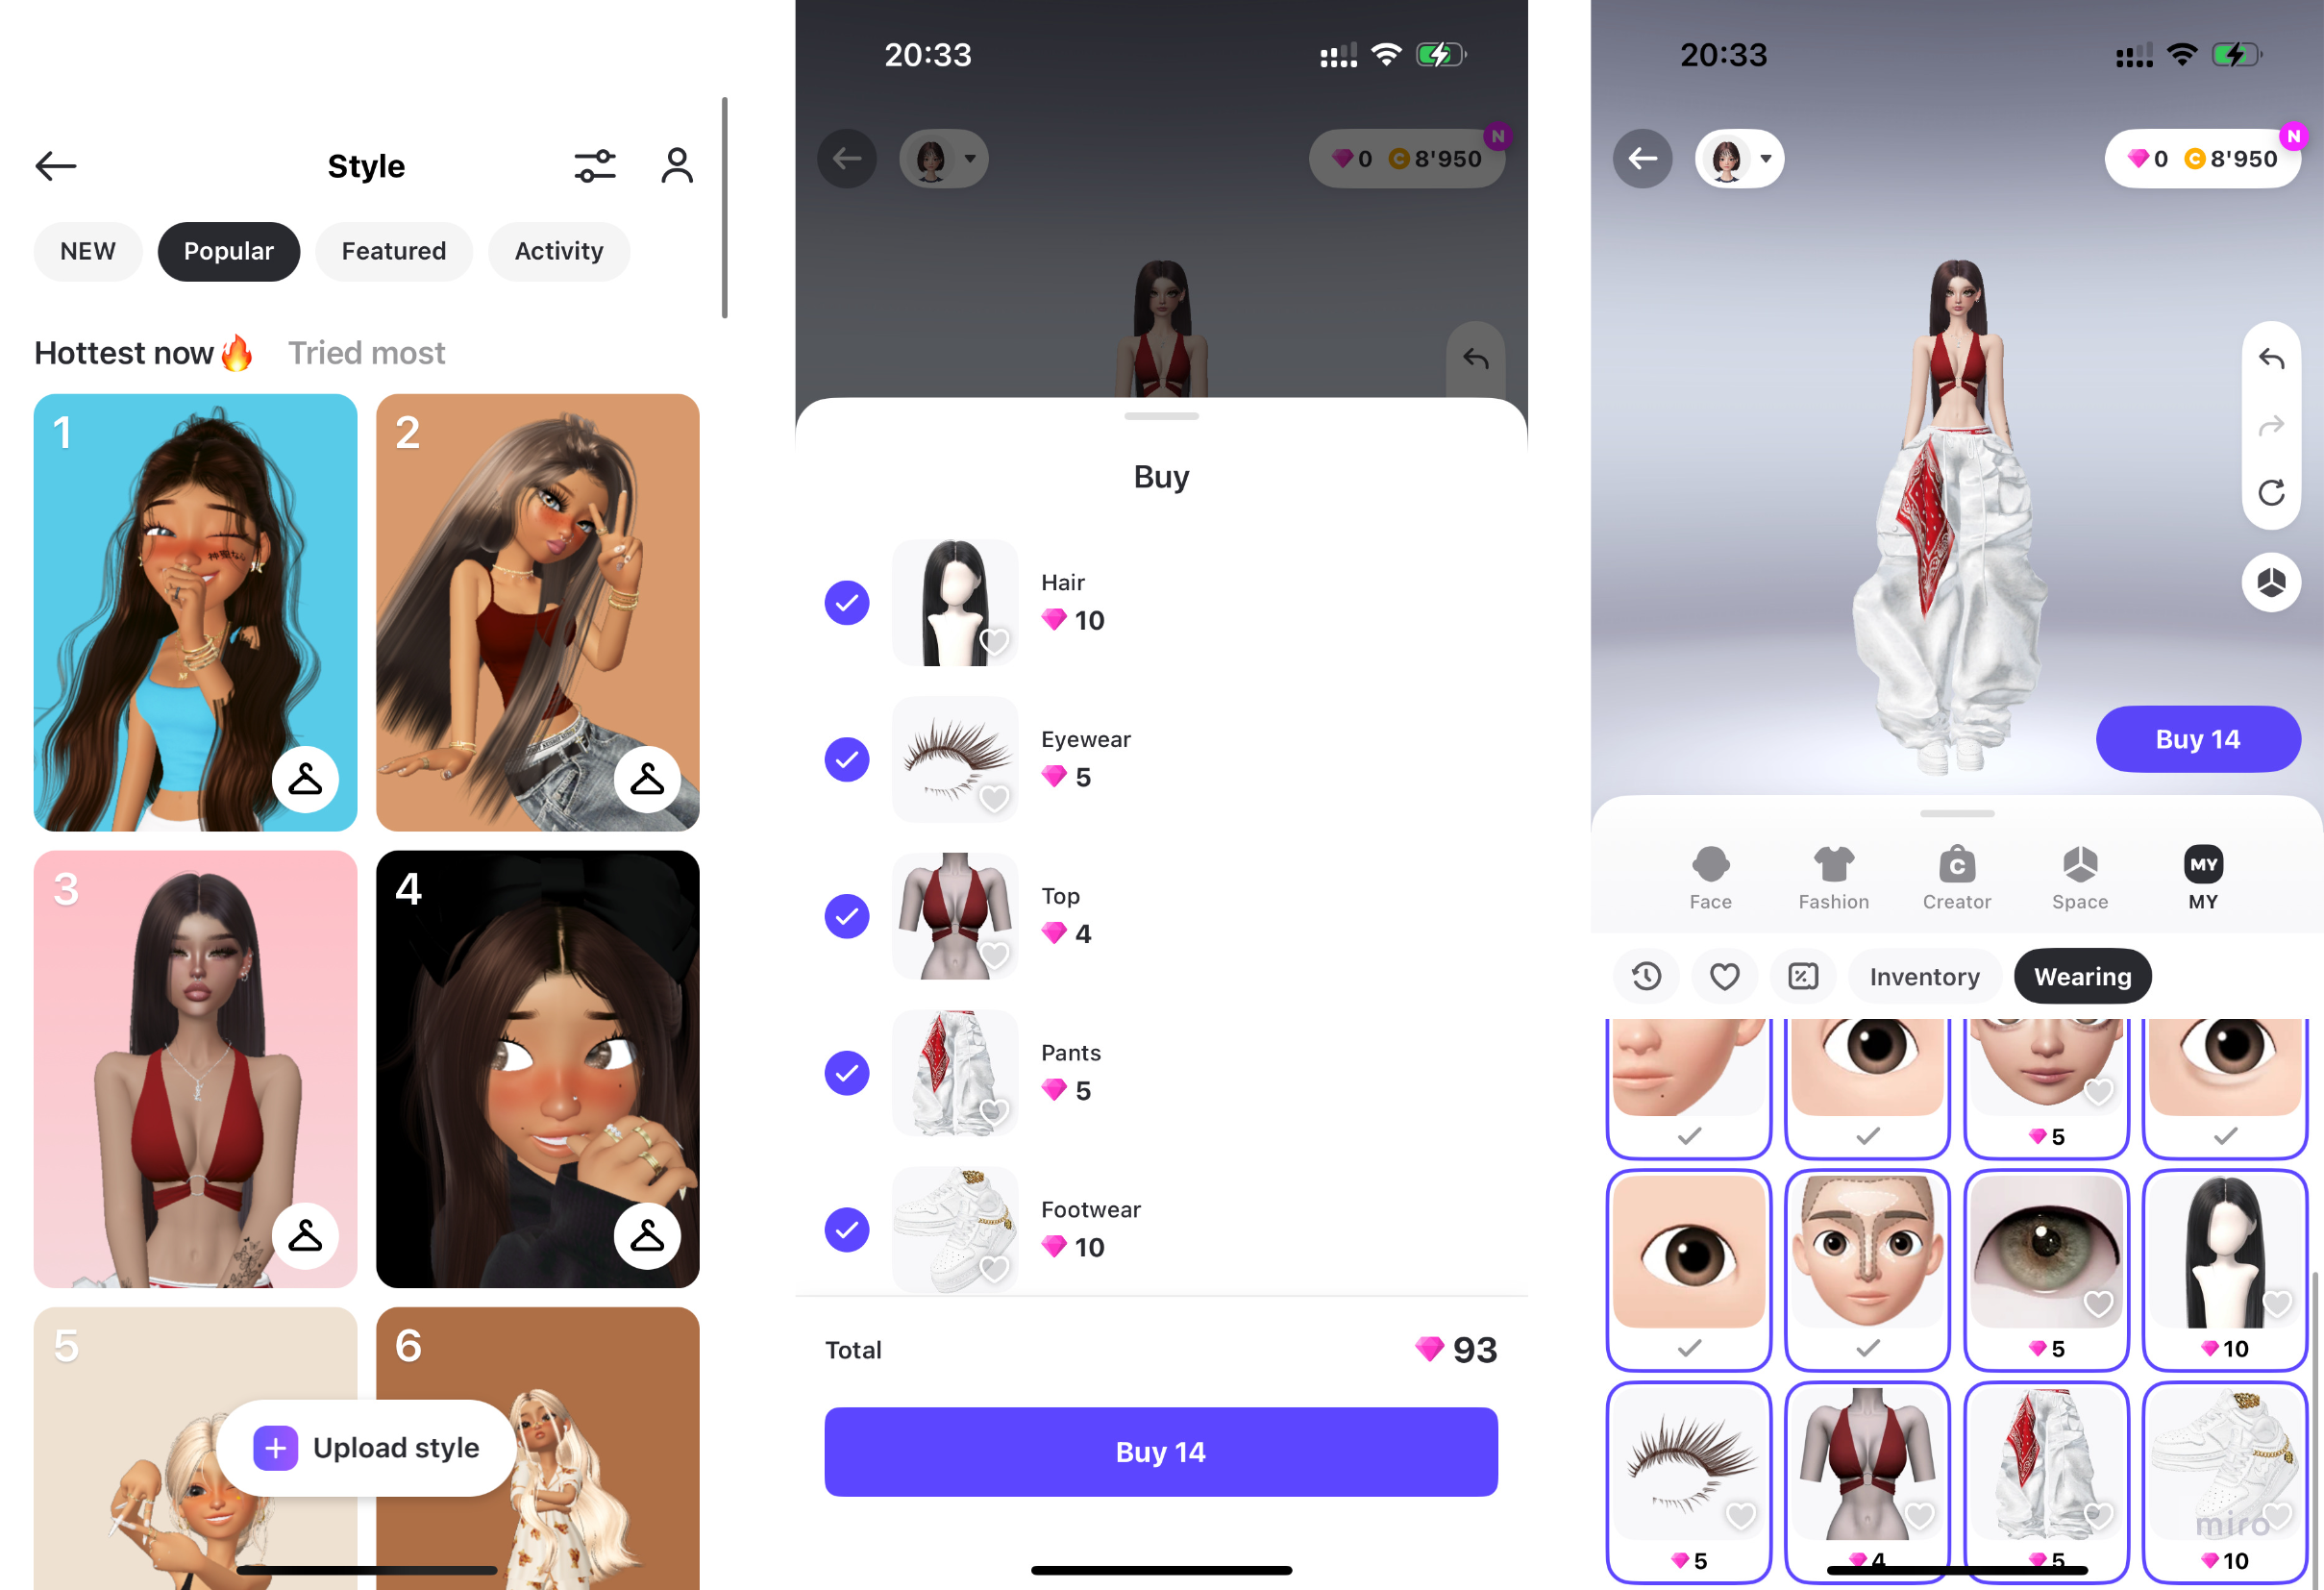 Style
NEW
Popular
Featured
Activity
Hottest now🔥
Tried most
1
2
3
4
5
6
Upload style
20:33
N
0
C
8'950
Buy
Hair
10
Eyewear
5
Top
4
Pants
5
Footwear
10
Total
93
Buy 14
20:33
N
0
C
8'950
Buy 14
Face
Fashion
C
Creator
Space
MY
MY
Inventory
Wearing
5
5
10
5
4
5
10
miro